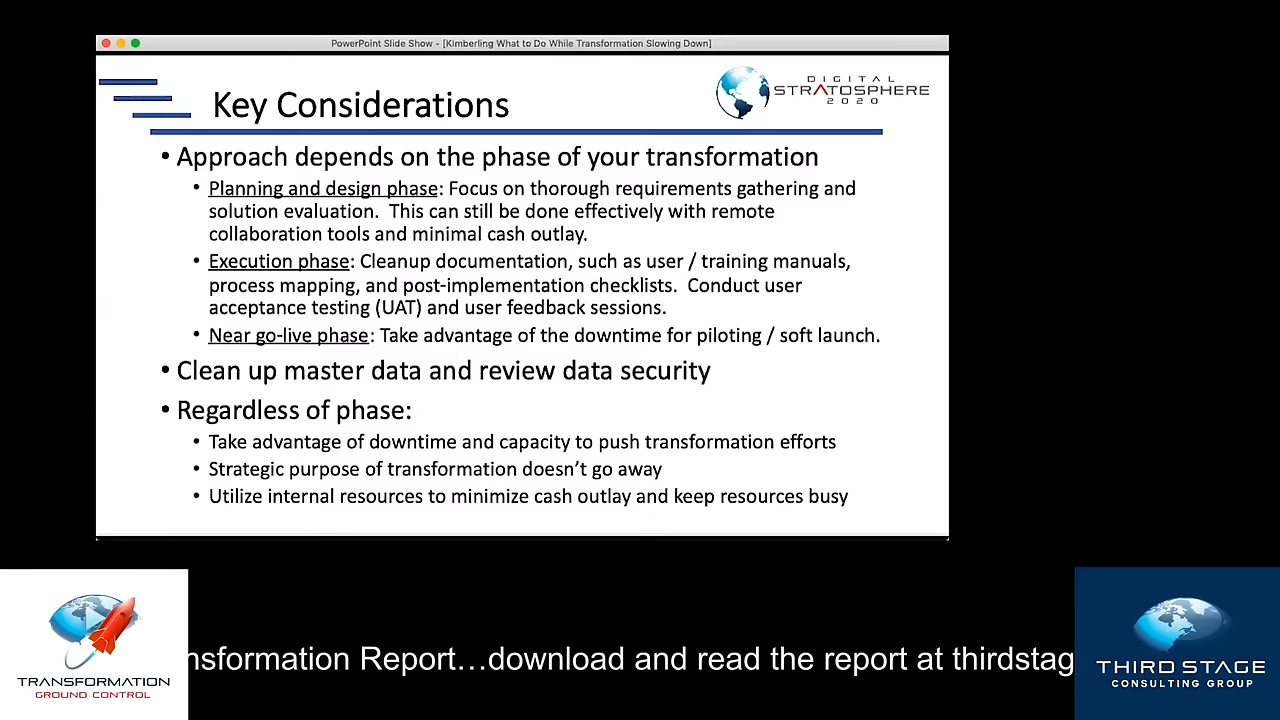 PowerPoint Slide Show - [KImberling What to Do While Transformation Slowing Down]
DIGITAL
STRATOSPHERE
2020
Key Considerations
• Approach depends on the phase of your transformation
• Planning and design phase: Focus on thorough requirements gathering and
solution evaluation.  This can still be done effectively with remote
collaboration tools and minimal cash outlay.
• Execution phase: Cleanup documentation, such as user / training manuals,
process mapping, and post-implementation checklists.  Conduct user
acceptance testing (UAT) and user feedback sessions.
• Near go-live phase: Take advantage of the downtime for piloting / soft launch.
• Clean up master data and review data security
• Regardless of phase:
• Take advantage of downtime and capacity to push transformation efforts
• Strategic purpose of transformation doesn’t go away
• Utilize internal resources to minimize cash outlay and keep resources busy
nsformation Report…download and read the report at thirdstag
TRANSFORMATION
GROUND CONTROL
THIRD STAGE
CONSULTING GROUP